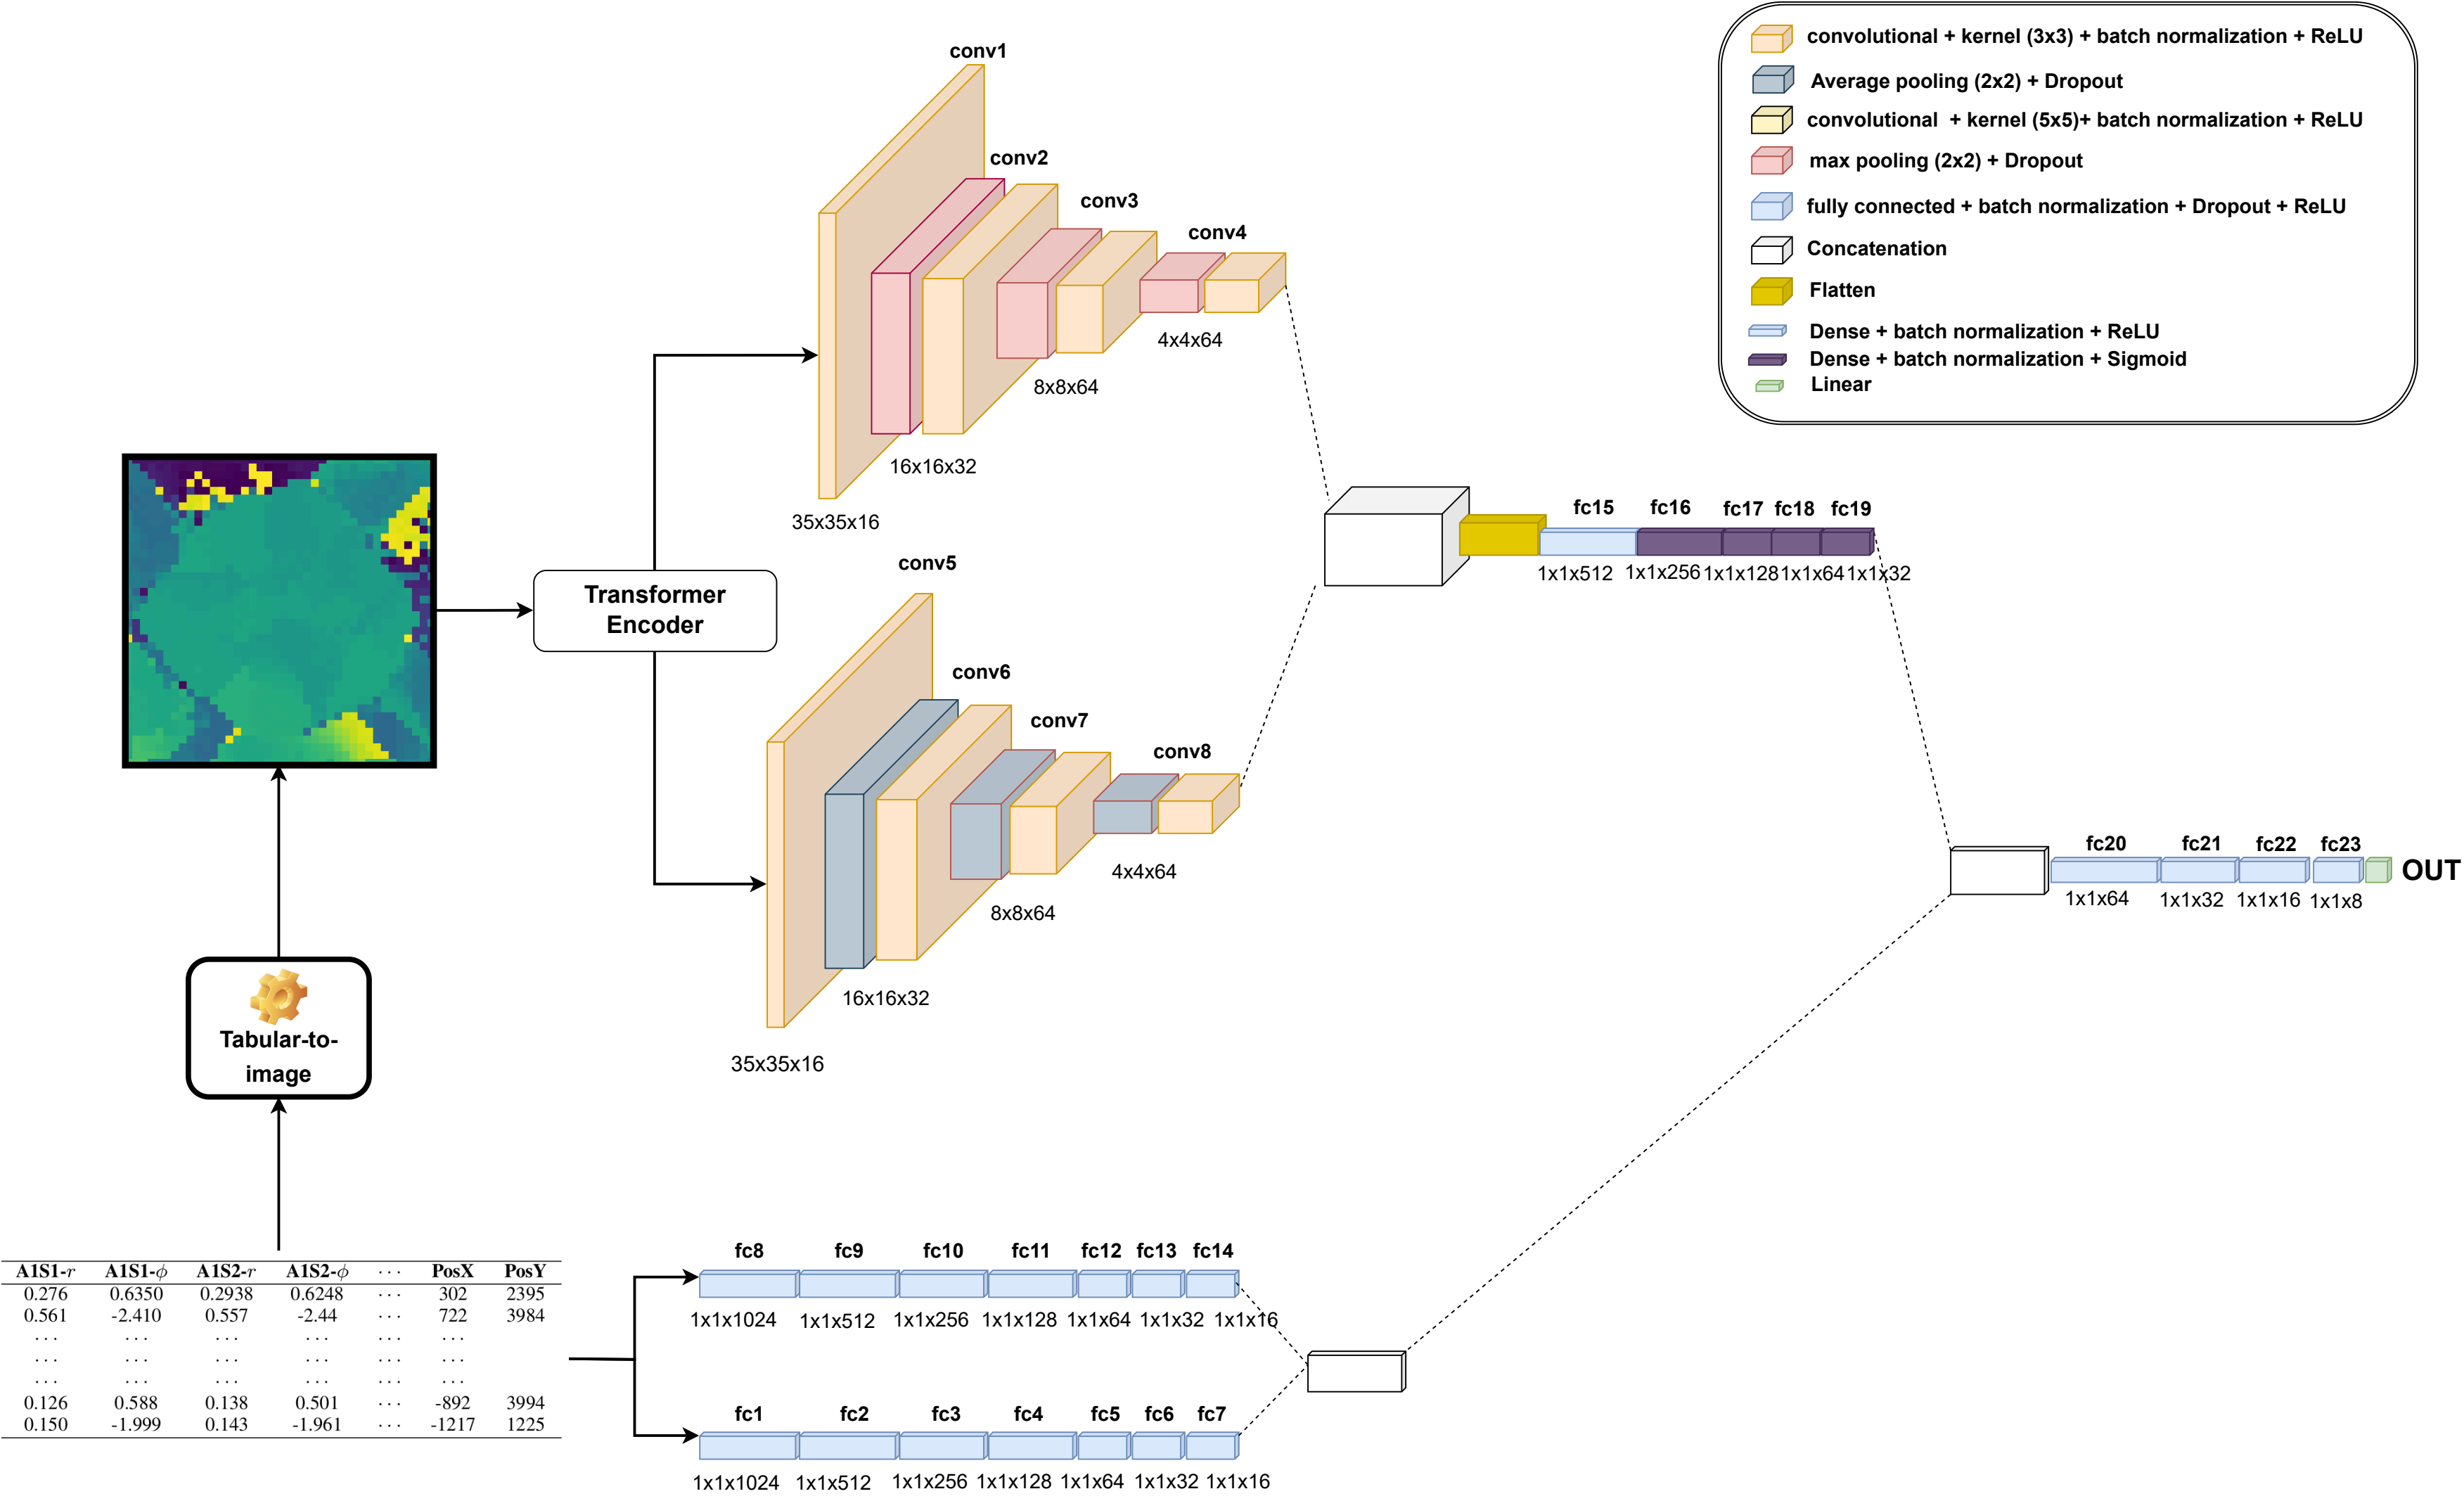 convolutional + kernel (3x3) + batch normalization + ReLU
Average pooling (2x2) + Dropout
convolutional + kernel (5x5)+ batch normalization + ReLU
max pooling (2x2) + Dropout
fully connected + batch normalization + Dropout + ReLU
Concatenation
Flatten
Dense + batch normalization + ReLU
Dense + batch normalization + Sigmoid
Linear
conv1
conv2
conv3
conv4
4x4x64
8x8x64
16x16x32
35x35x16
Transformer
Encoder
conv5
conv6
conv7
conv8
4x4x64
8x8x64
16x16x32
35x35x16
fc15 fc16 fc17 fc18 fc19
1x1x512 1x1x256 1x1x128 1x1x64 1x1x32
fc20 fc21 fc22 fc23
OUT
1x1x64 1x1x32 1x1x16 1x1x8
Tabular-to-
image
A1S1-r A1S1-ϕ A1S2-r A1S2-ϕ ··· PosX PosY
0.276 0.6350 0.2938 0.6248 ··· 302 2395
0.561 -2.410 0.557 -2.44 ··· 722 3984
··· ··· ··· ··· ··· ···
··· ··· ··· ··· ··· ···
··· ··· ··· ··· ··· ···
0.126 0.588 0.138 0.501 ··· -892 3994
0.150 -1.999 0.143 -1.961 ··· -1217 1225
fc8 fc9 fc10 fc11 fc12 fc13 fc14
1x1x1024 1x1x512 1x1x256 1x1x128 1x1x64 1x1x32 1x1x16
fc1 fc2 fc3 fc4 fc5 fc6 fc7
1x1x1024 1x1x512 1x1x256 1x1x128 1x1x64 1x1x32 1x1x16